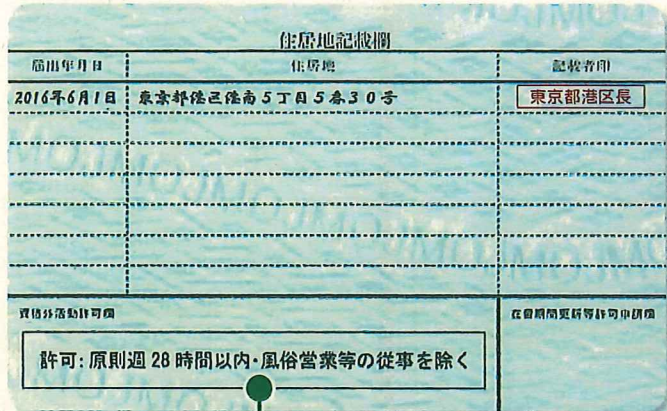 住居地記載欄
届出年月日 住居地 記載者印
2016年6月1日 東京都港区港南5丁目5番30号 東京都港区長
資格外活動許可欄 在留期間更新等許可申請欄
許可: 原則週28時間以内・風俗営業等の従事を除く